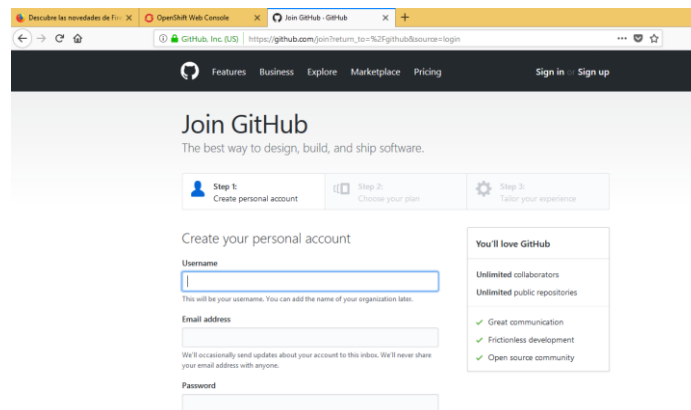 Descubre las novedades de Fire
OpenShift Web Console
Join GitHub · GitHub
GitHub, Inc. (US)
https://github.com/join?return_to=%2Fgithub&source=login
Features Business Explore Marketplace Pricing
Sign in or Sign up
Join GitHub
The best way to design, build, and ship software.
Step 1:
Create personal account
Step 2:
Choose your plan
Step 3:
Tailor your experience
Create your personal account
Username
This will be your username. You can add the name of your organization later.
Email address
We'll occasionally send updates about your account to this inbox. We'll never share
your email address with anyone.
Password
You'll love GitHub
Unlimited collaborators
Unlimited public repositories
Great communication
Frictionless development
Open source community